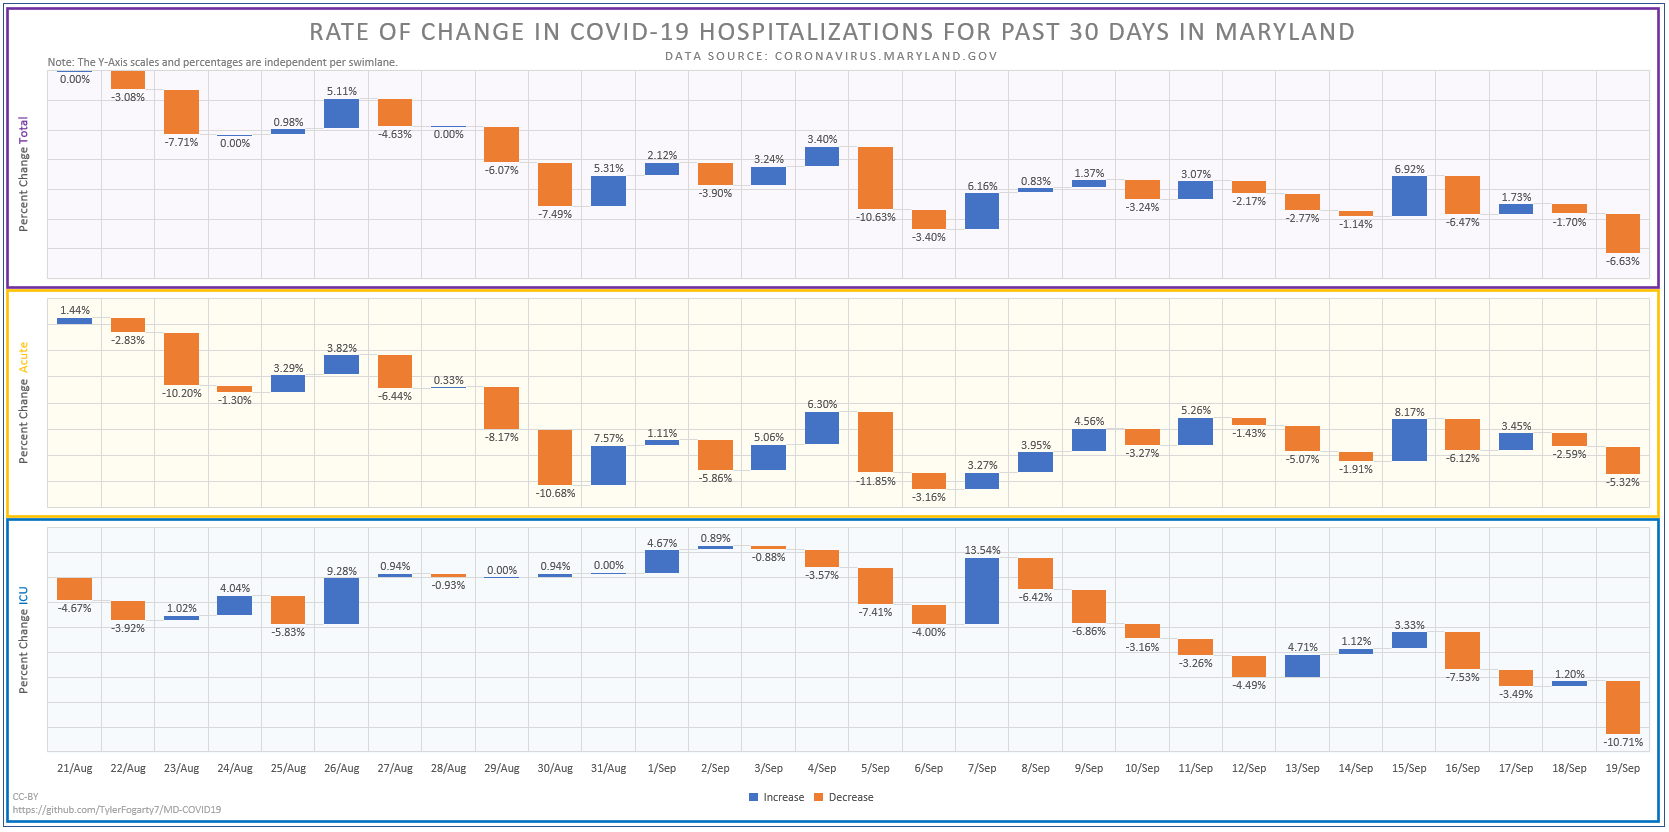 RATE OF CHANGE IN COVID-19 HOSPITALIZATIONS FOR PAST 30 DAYS IN MARYLAND
DATA SOURCE: CORONAVIRUS.MARYLAND.GOV
Note: The Y-Axis scales and percentages are independent per swimlane.
Percent Change Total
0.00% -3.08% -7.71% 0.00% 0.98% 5.11% -4.63% 0.00% -6.07% -7.49% 5.31% 2.12% -3.90% 3.24% 3.40% -10.63% -3.40% 6.16% 0.83% 1.37% -3.24% 3.07% -2.17% -2.77% -1.14% 6.92% -6.47% 1.73% -1.70% -6.63%
Percent Change Acute
1.44% -2.83% -10.20% -1.30% 3.29% 3.82% -6.44% 0.33% -8.17% -10.68% 7.57% 1.11% -5.86% 5.06% 6.30% -11.85% -3.16% 3.27% 3.95% 4.56% -3.27% 5.26% -1.43% -5.07% -1.91% 8.17% -6.12% 3.45% -2.59% -5.32%
Percent Change ICU
-4.67% -3.92% 1.02% 4.04% -5.83% 9.28% 0.94% -0.93% 0.00% 0.94% 0.00% 4.67% 0.89% -0.88% -3.57% -7.41% -4.00% 13.54% -6.42% -6.86% -3.16% -3.26% -4.49% 4.71% 1.12% 3.33% -7.53% -3.49% 1.20% -10.71%
21/Aug 22/Aug 23/Aug 24/Aug 25/Aug 26/Aug 27/Aug 28/Aug 29/Aug 30/Aug 31/Aug 1/Sep 2/Sep 3/Sep 4/Sep 5/Sep 6/Sep 7/Sep 8/Sep 9/Sep 10/Sep 11/Sep 12/Sep 13/Sep 14/Sep 15/Sep 16/Sep 17/Sep 18/Sep 19/Sep
Increase Decrease
CC-BY
https://github.com/TylerFogarty7/MD-COVID19